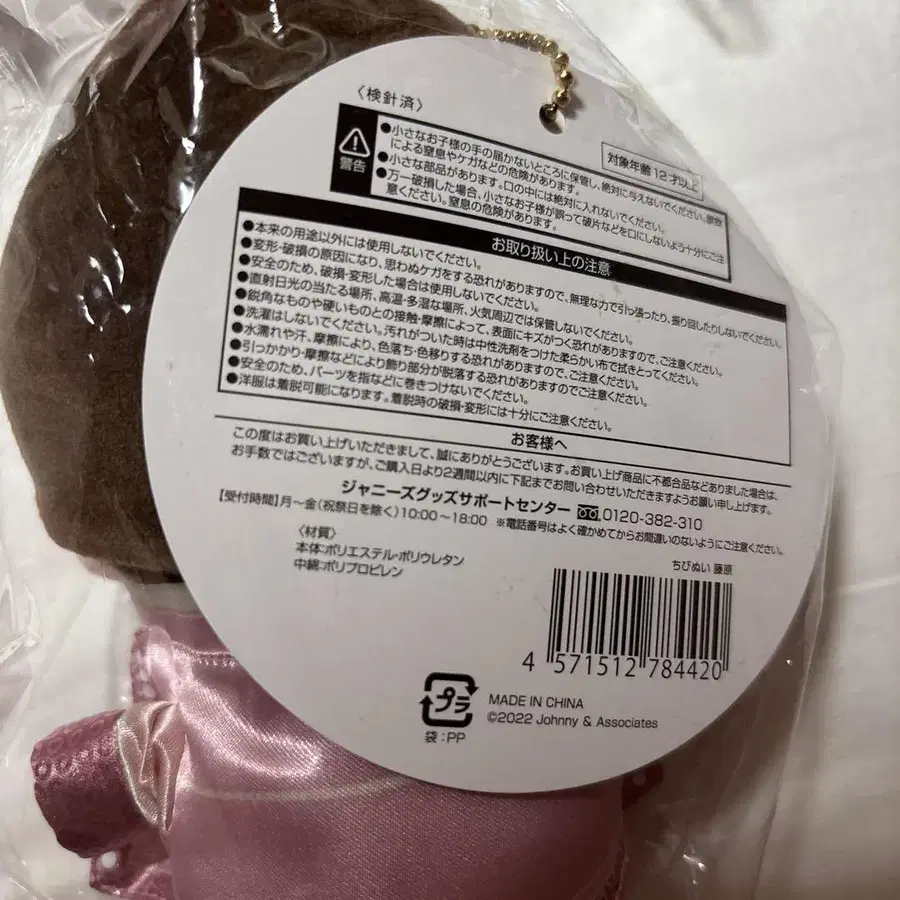 〈検針済〉
対象年齢 12才以上
警告
●小さなお子様の手の届かないところに保管し、絶対に与えないでください。誤飲
による窒息やケガなどの危険があります。
●小さな部品があります。口の中には絶対に入れないでください。
●万一破損した場合、小さなお子様が誤って破片などを口にしないよう十分にご注
意ください。窒息の危険があります。
お取り扱い上の注意
●本来の用途以外には使用しないでください。
●変形・破損の原因になり、思わぬケガをする恐れがありますので、無理な力で引っ張ったり、振り回したりしないでください。
●安全のため、破損・変形した場合は使用しないでください。
●直射日光の当たる場所、高温・多湿な場所、火気周辺では保管しないでください。
●鋭角なものや硬いものとの接触・摩擦によって、表面にキズがつく恐れがありますので、ご注意ください。
●洗濯はしないでください。汚れがついた時は中性洗剤をつけた柔らかい布で拭きとってください。
●水濡れや汗、摩擦により、色落ち・色移りする恐れがありますので、ご注意ください。
●引っかかり・摩擦などにより飾り部分が脱落する恐れがありますのでご注意ください。
●安全のため、パーツを指などに巻きつけないでください。
●洋服は着脱可能になります。着脱時の破損・変形には十分にご注意ください。
お客様へ
この度はお買い上げいただきまして、誠にありがとうございます。お買い上げ商品に不都合品などありました場合は、
お手数ではございますが、ご購入日より2週間以内に下記までお問い合わせいただきますようお願い申し上げます。
ジャニーズグッズサポートセンター 0120-382-310
【受付時間】月〜金(祝祭日を除く)10:00〜18:00 ※電話番号はよく確かめてからお間違いのないようにご注意ください。
〈材質〉
本体:ポリエステル・ポリウレタン
中綿:ポリプロピレン
ちびぬい 藤原
4 571512 784420
プラ
袋:PP
MADE IN CHINA
©2022 Johnny & Associates